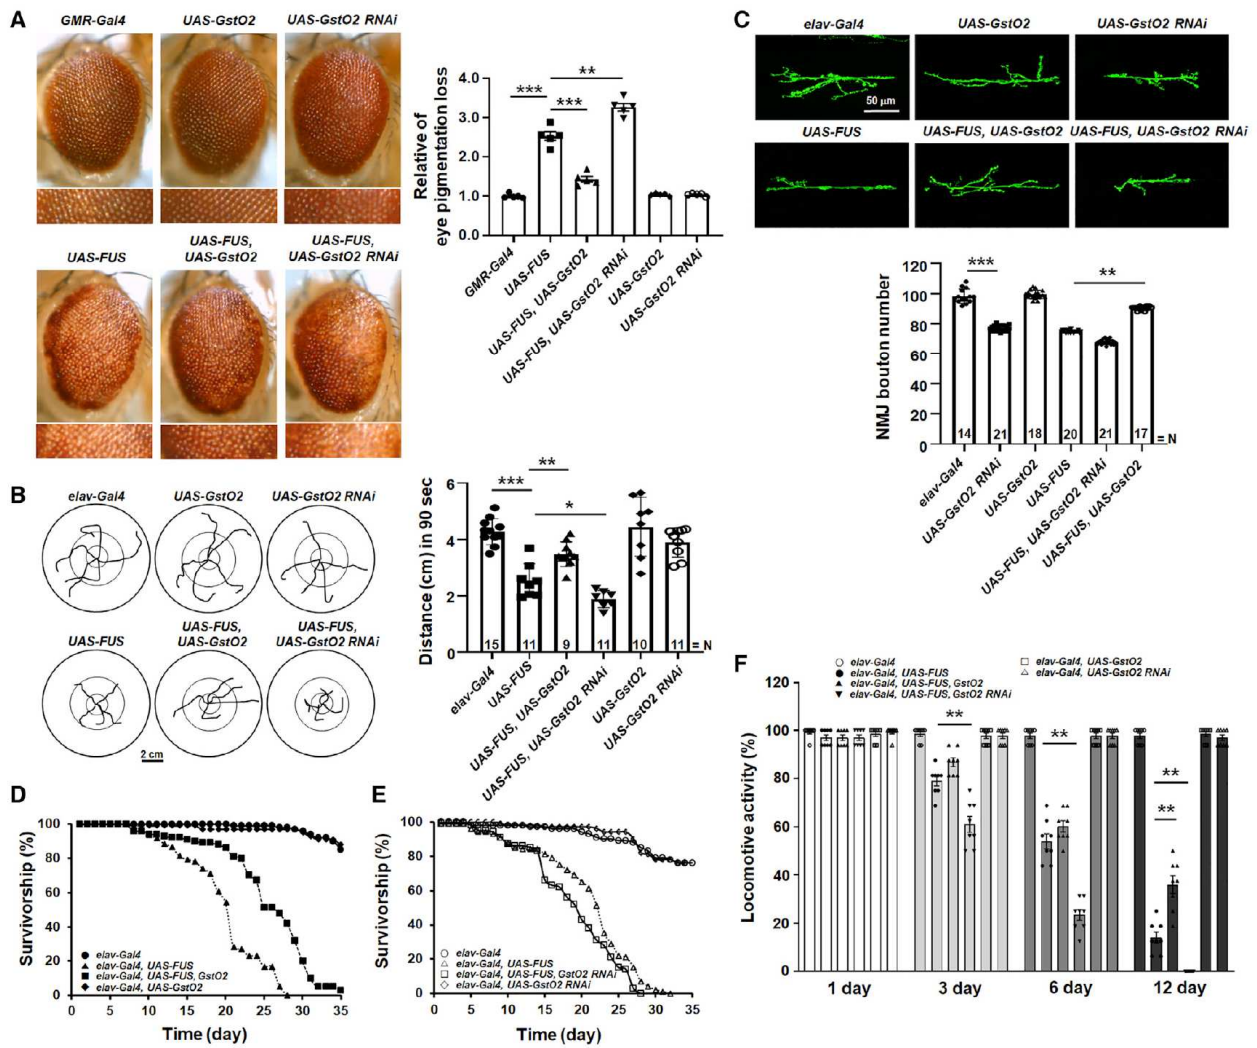 A
GMR-Gal4
UAS-GstO2
UAS-GstO2 RNAi
UAS-FUS
UAS-FUS,
UAS-GstO2
UAS-FUS,
UAS-GstO2 RNAi
Relative of
eye pigmentation loss
4.0
3.0
2.0
1.0
0.0
***
***
**
GMR-Gal4
UAS-FUS
UAS-FUS, UAS-GstO2
UAS-FUS, UAS-GstO2 RNAi
UAS-GstO2
UAS-GstO2 RNAi
C
elav-Gal4
UAS-GstO2
UAS-GstO2 RNAi
50 μm
UAS-FUS
UAS-FUS, UAS-GstO2
UAS-FUS, UAS-GstO2 RNAi
NMJ bouton number
120
100
80
60
40
20
0
***
**
14
21
18
20
21
17
= N
elav-Gal4
UAS-GstO2 RNAi
UAS-GstO2
UAS-FUS
UAS-FUS, UAS-GstO2 RNAi
UAS-FUS, UAS-GstO2
B
elav-Gal4
UAS-GstO2
UAS-GstO2 RNAi
UAS-FUS
UAS-FUS,
UAS-GstO2
UAS-FUS,
UAS-GstO2 RNAi
2 cm
Distance (cm) in 90 sec
6
4
2
0
***
**
*
15
11
9
11
10
11
= N
elav-Gal4
UAS-FUS
UAS-FUS, UAS-GstO2
UAS-FUS, UAS-GstO2 RNAi
UAS-GstO2
UAS-GstO2 RNAi
D
Survivorship (%)
100
80
60
40
20
0
elav-Gal4
elav-Gal4, UAS-FUS
elav-Gal4, UAS-FUS, GstO2
elav-Gal4, UAS-GstO2
0 5 10 15 20 25 30 35
Time (day)
E
Survivorship (%)
100
80
60
40
20
0
elav-Gal4
elav-Gal4, UAS-FUS
elav-Gal4, UAS-FUS, GstO2 RNAi
elav-Gal4, UAS-GstO2 RNAi
0 5 10 15 20 25 30 35
Time (day)
F
elav-Gal4
elav-Gal4, UAS-FUS
elav-Gal4, UAS-FUS, GstO2
elav-Gal4, UAS-FUS, GstO2 RNAi
elav-Gal4, UAS-GstO2
elav-Gal4, UAS-GstO2 RNAi
Locomotive activity (%)
120
100
80
60
40
20
0
**
**
**
**
1 day
3 day
6 day
12 day